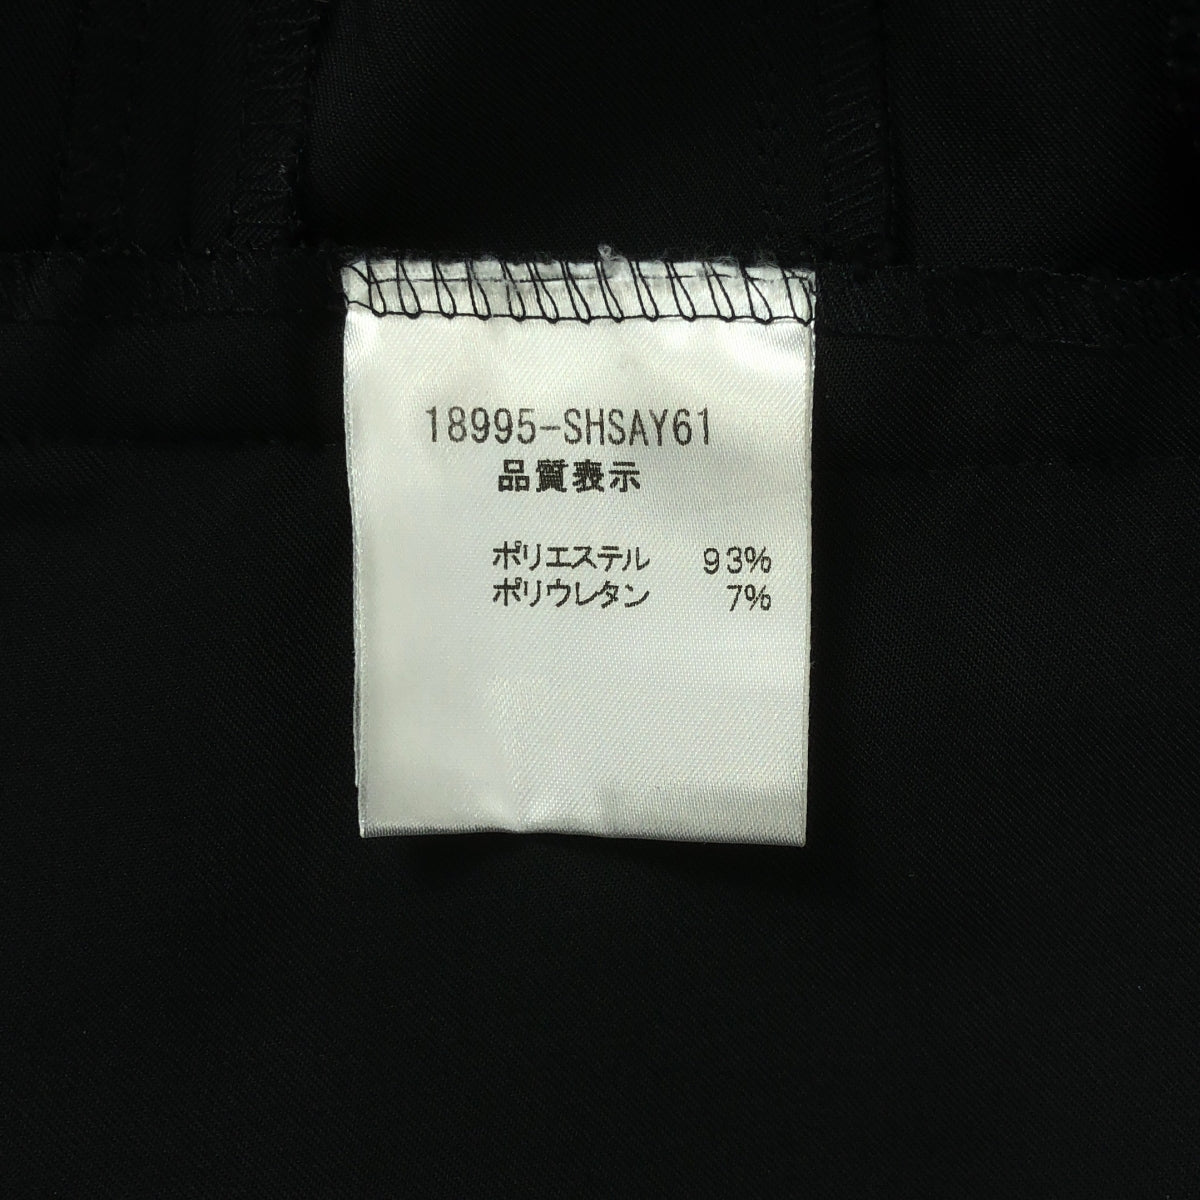 18995-SHSAY61
品質表示
ポリエステル 93%
ポリウレタン 7%